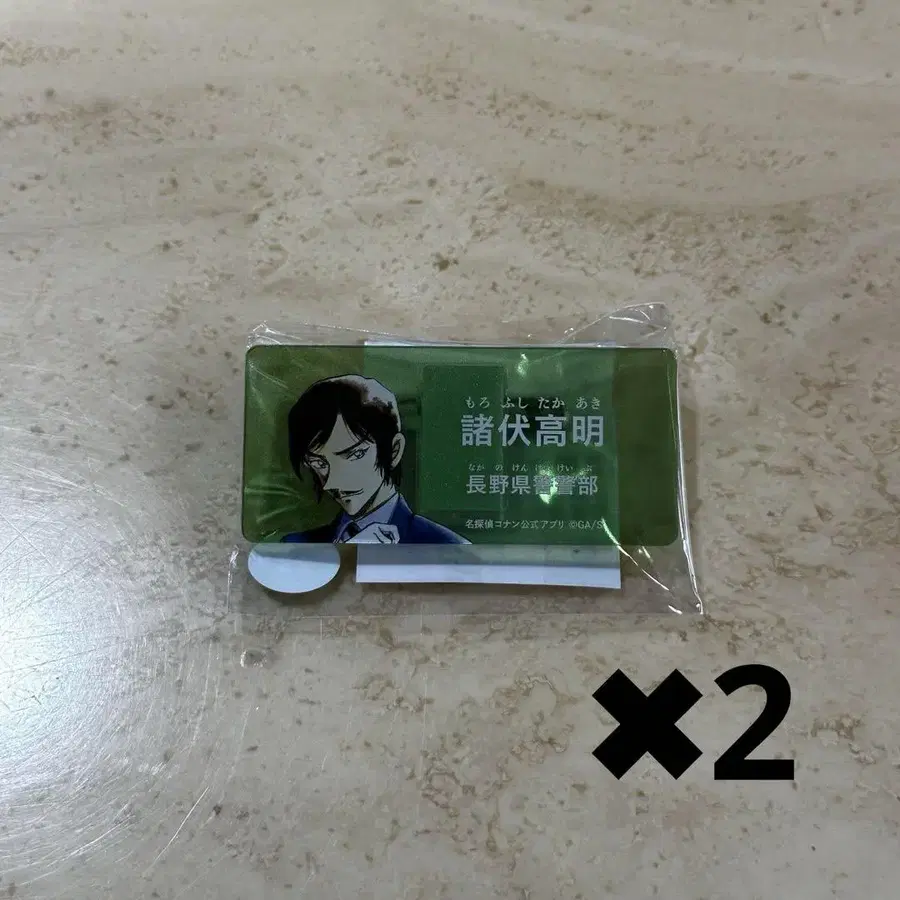 もろ ふし たか あき
諸伏高明
なが の けん けい けい ぶ
長野県警警部
名探偵コナン公式アプリ ©GA/S
✖2